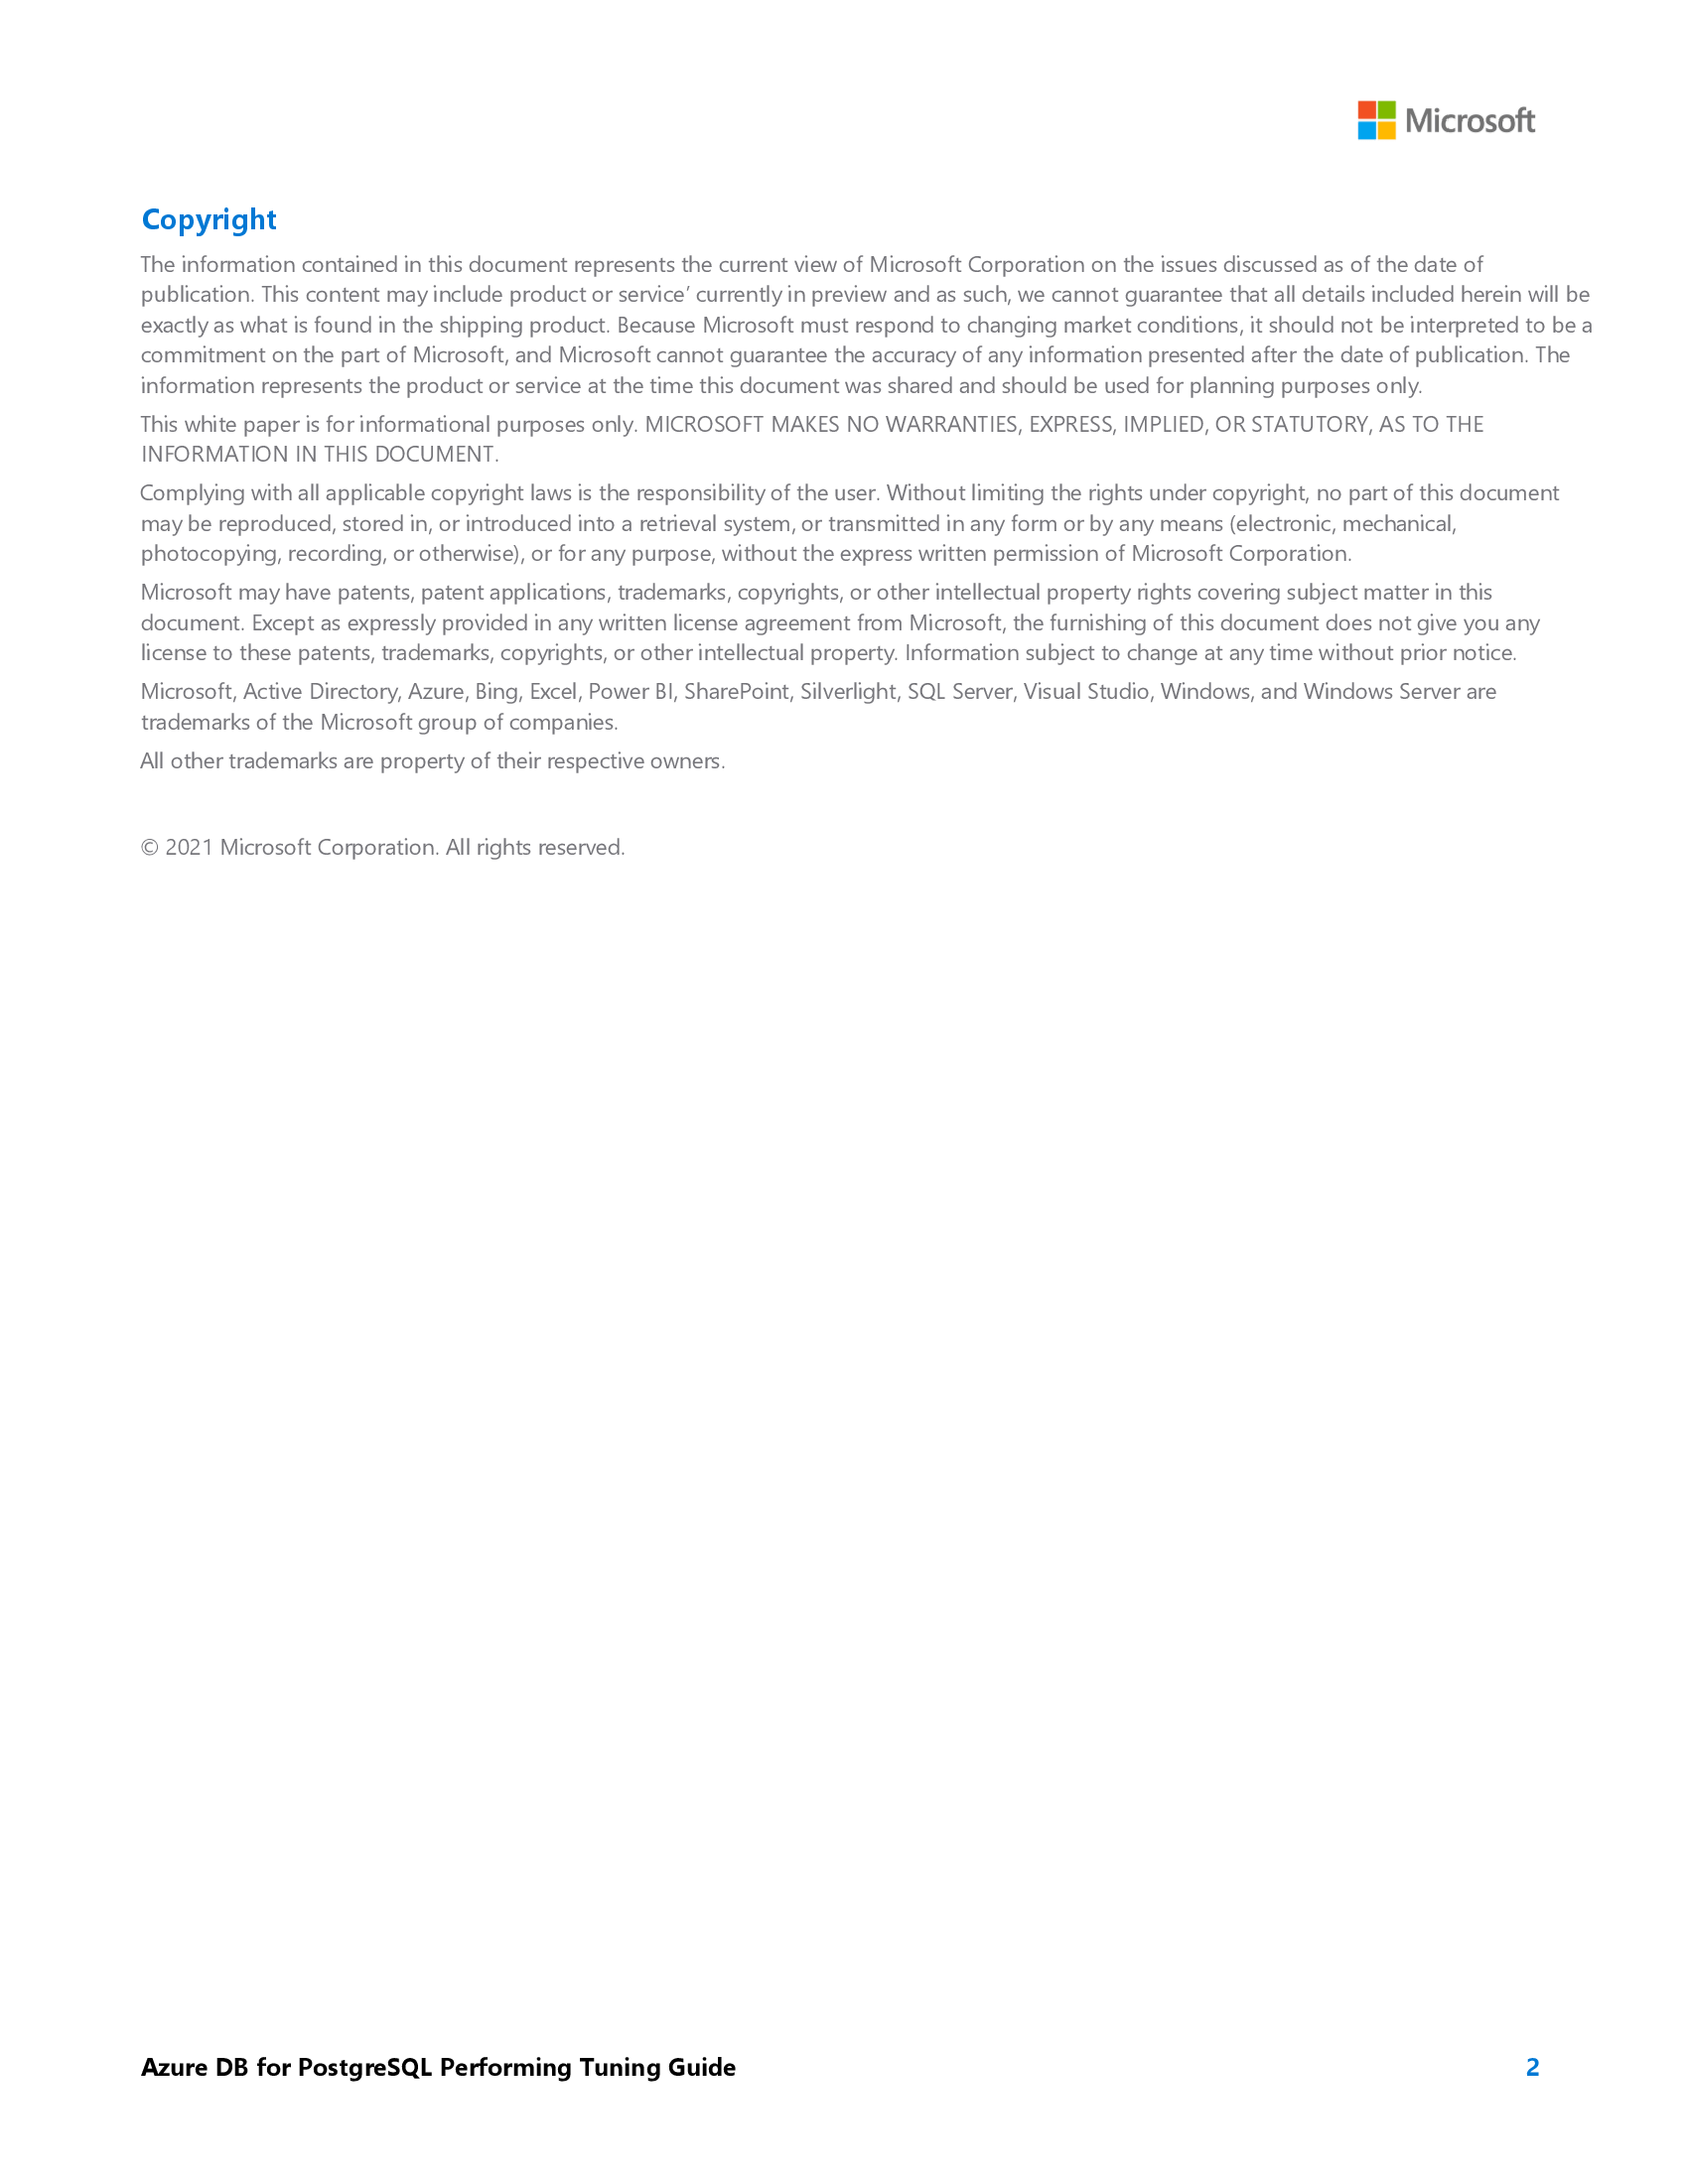 Microsoft
Copyright
The information contained in this document represents the current view of Microsoft Corporation on the issues discussed as of the date of
publication. This content may include product or service’ currently in preview and as such, we cannot guarantee that all details included herein will be
exactly as what is found in the shipping product. Because Microsoft must respond to changing market conditions, it should not be interpreted to be a
commitment on the part of Microsoft, and Microsoft cannot guarantee the accuracy of any information presented after the date of publication. The
information represents the product or service at the time this document was shared and should be used for planning purposes only.
This white paper is for informational purposes only. MICROSOFT MAKES NO WARRANTIES, EXPRESS, IMPLIED, OR STATUTORY, AS TO THE
INFORMATION IN THIS DOCUMENT.
Complying with all applicable copyright laws is the responsibility of the user. Without limiting the rights under copyright, no part of this document
may be reproduced, stored in, or introduced into a retrieval system, or transmitted in any form or by any means (electronic, mechanical,
photocopying, recording, or otherwise), or for any purpose, without the express written permission of Microsoft Corporation.
Microsoft may have patents, patent applications, trademarks, copyrights, or other intellectual property rights covering subject matter in this
document. Except as expressly provided in any written license agreement from Microsoft, the furnishing of this document does not give you any
license to these patents, trademarks, copyrights, or other intellectual property. Information subject to change at any time without prior notice.
Microsoft, Active Directory, Azure, Bing, Excel, Power BI, SharePoint, Silverlight, SQL Server, Visual Studio, Windows, and Windows Server are
trademarks of the Microsoft group of companies.
All other trademarks are property of their respective owners.
© 2021 Microsoft Corporation. All rights reserved.
Azure DB for PostgreSQL Performing Tuning Guide 2